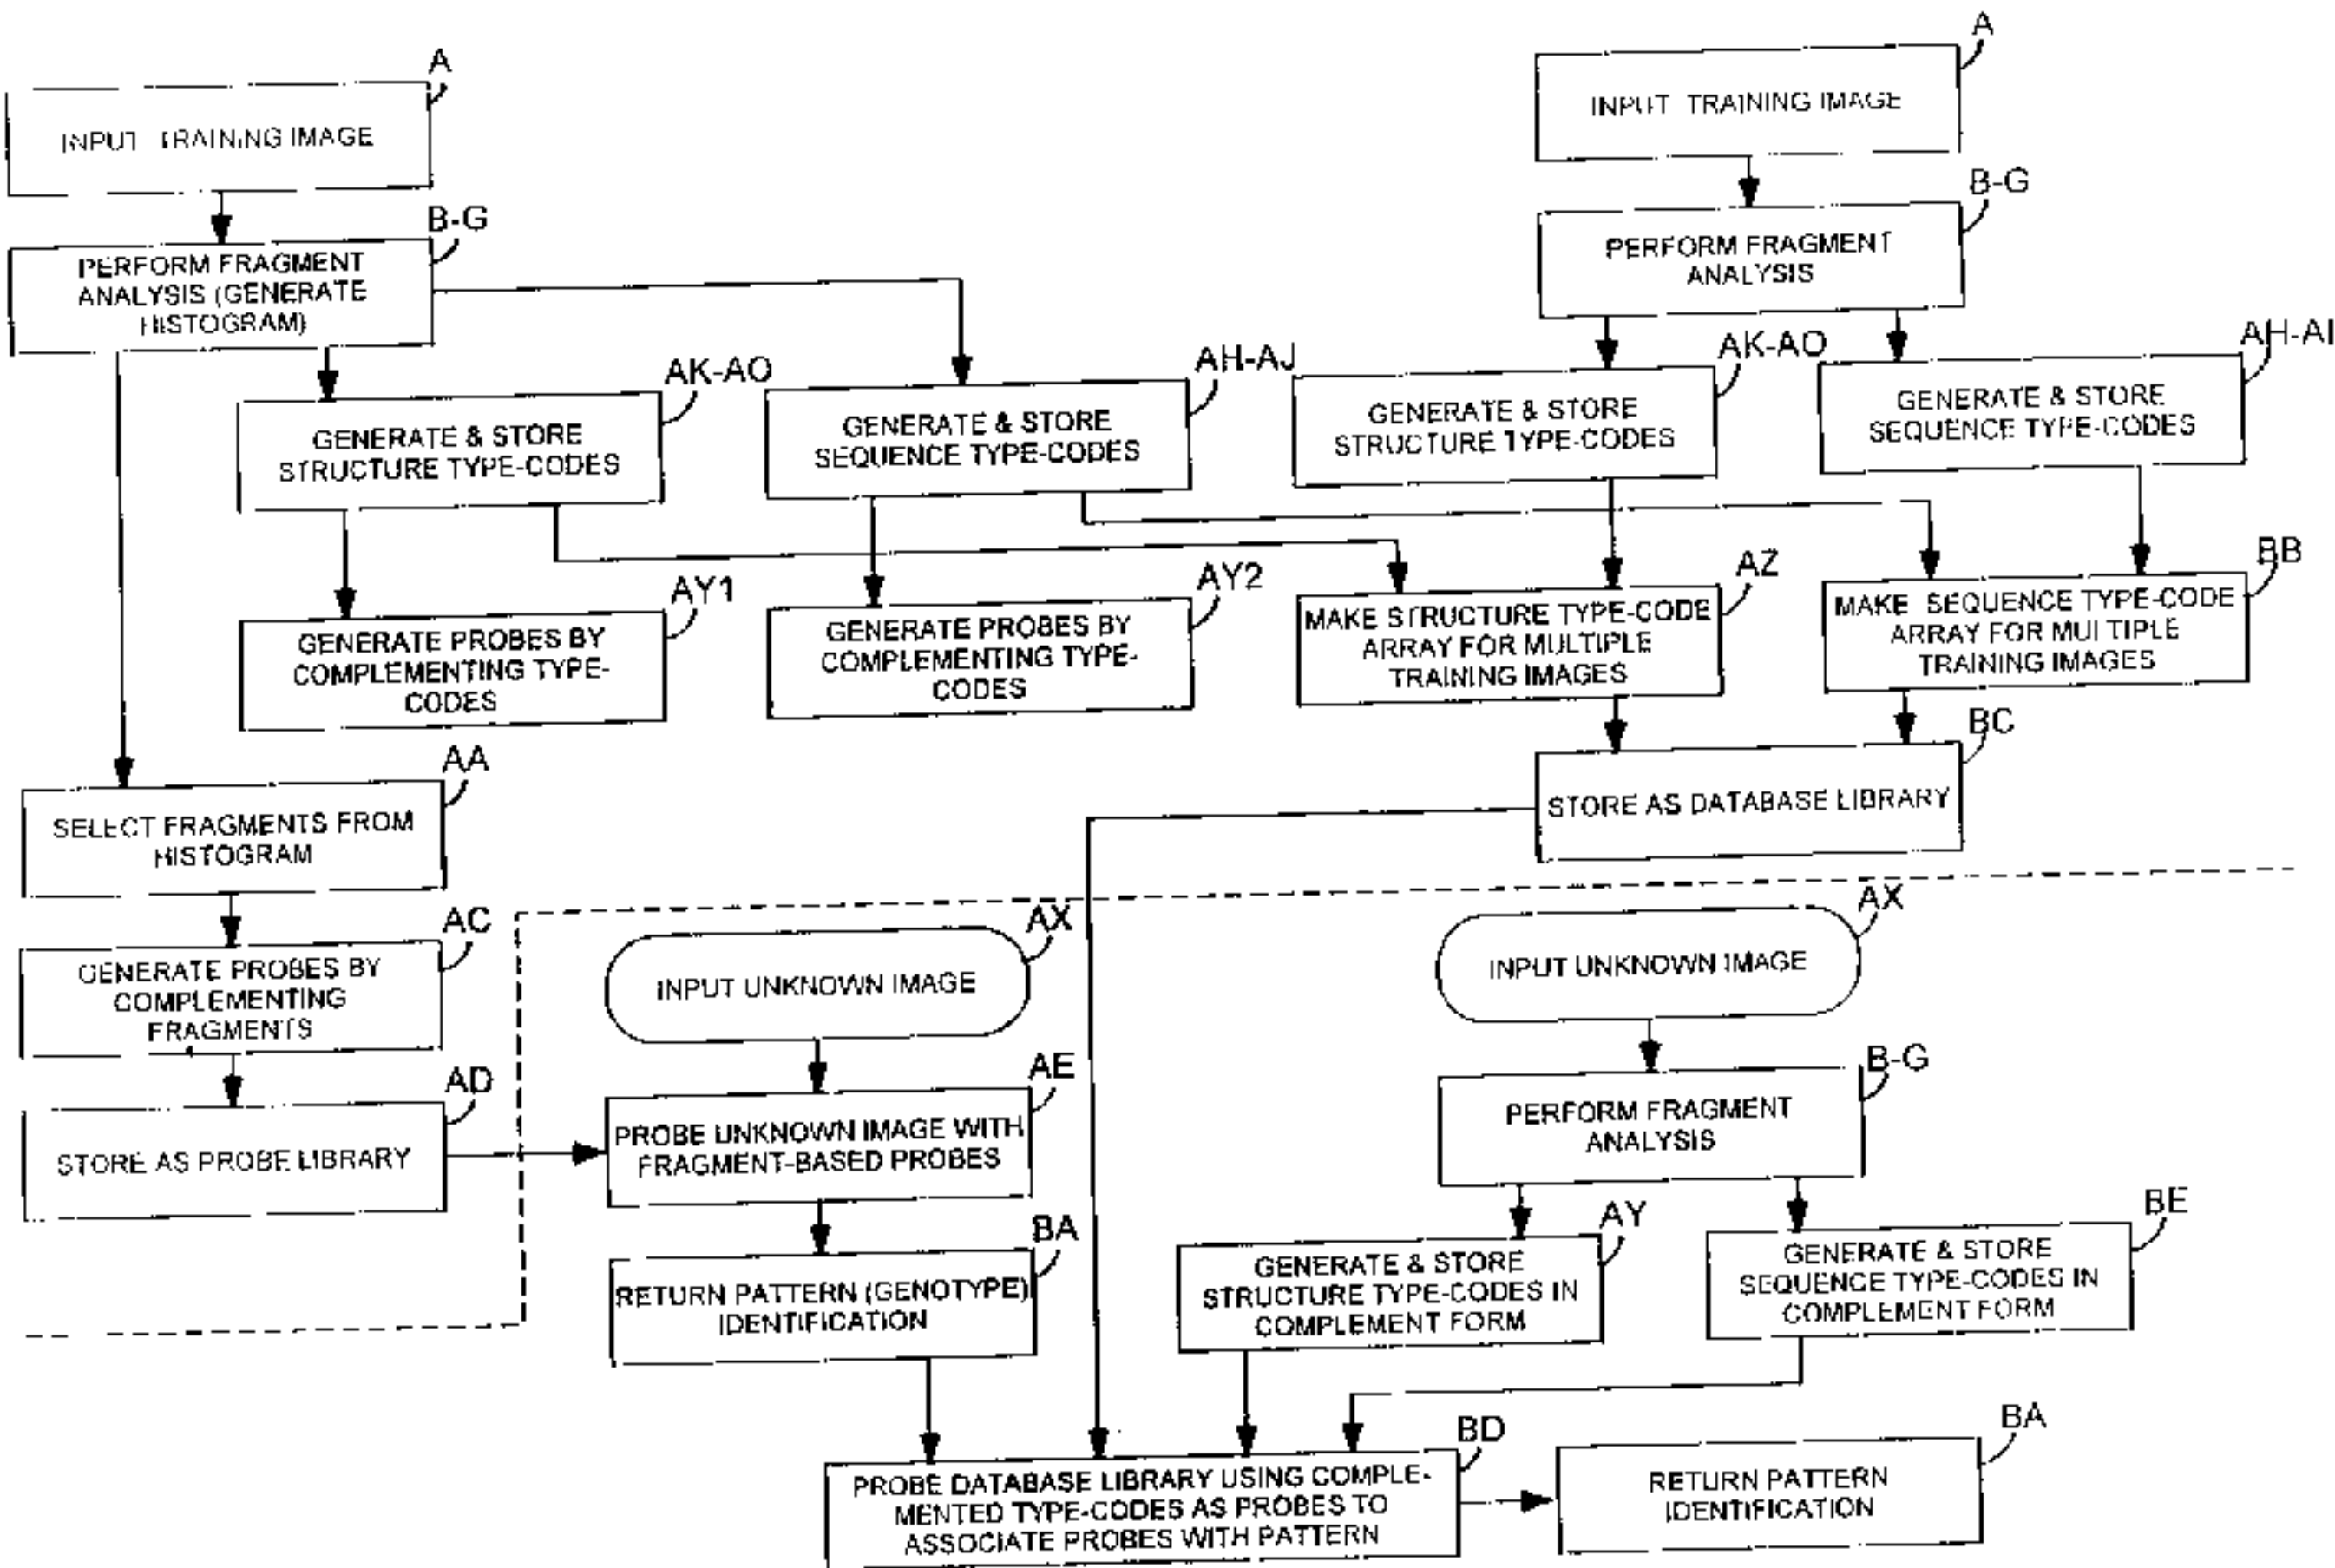 A
INPUT TRAINING IMAGE
A
INPUT TRAINING IMAGE
B-G
PERFORM FRAGMENT
ANALYSIS (GENERATE
HISTOGRAM)
B-G
PERFORM FRAGMENT
ANALYSIS
AK-AO
GENERATE & STORE
STRUCTURE TYPE-CODES
AH-AJ
GENERATE & STORE
SEQUENCE TYPE-CODES
AK-AO
GENERATE & STORE
STRUCTURE TYPE-CODES
AH-AI
GENERATE & STORE
SEQUENCE TYPE-CODES
AY1
GENERATE PROBES BY
COMPLEMENTING TYPE-
CODES
AY2
GENERATE PROBES BY
COMPLEMENTING TYPE-
CODES
AZ
MAKE STRUCTURE TYPE-CODE
ARRAY FOR MULTIPLE
TRAINING IMAGES
BB
MAKE SEQUENCE TYPE-CODE
ARRAY FOR MULTIPLE
TRAINING IMAGES
AA
SELECT FRAGMENTS FROM
HISTOGRAM
BC
STORE AS DATABASE LIBRARY
AC
GENERATE PROBES BY
COMPLEMENTING
FRAGMENTS
AX
INPUT UNKNOWN IMAGE
AX
INPUT UNKNOWN IMAGE
AD
STORE AS PROBE LIBRARY
AE
PROBE UNKNOWN IMAGE WITH
FRAGMENT-BASED PROBES
B-G
PERFORM FRAGMENT
ANALYSIS
BA
RETURN PATTERN (GENOTYPE)
IDENTIFICATION
AY
GENERATE & STORE
STRUCTURE TYPE-CODES IN
COMPLEMENT FORM
BE
GENERATE & STORE
SEQUENCE TYPE-CODES IN
COMPLEMENT FORM
BD
PROBE DATABASE LIBRARY USING COMPLE-
MENTED TYPE-CODES AS PROBES TO
ASSOCIATE PROBES WITH PATTERN
BA
RETURN PATTERN
IDENTIFICATION